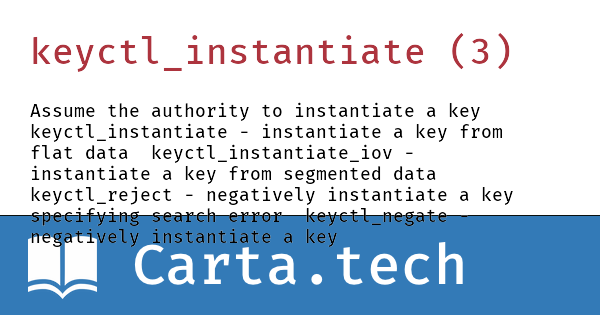 keyctl_instantiate (3)
Assume the authority to instantiate a key
keyctl_instantiate - instantiate a key from
flat data  keyctl_instantiate_iov -
instantiate a key from segmented data
keyctl_reject - negatively instantiate a key
specifying search error  keyctl_negate -
negatively instantiate a key
Carta.tech